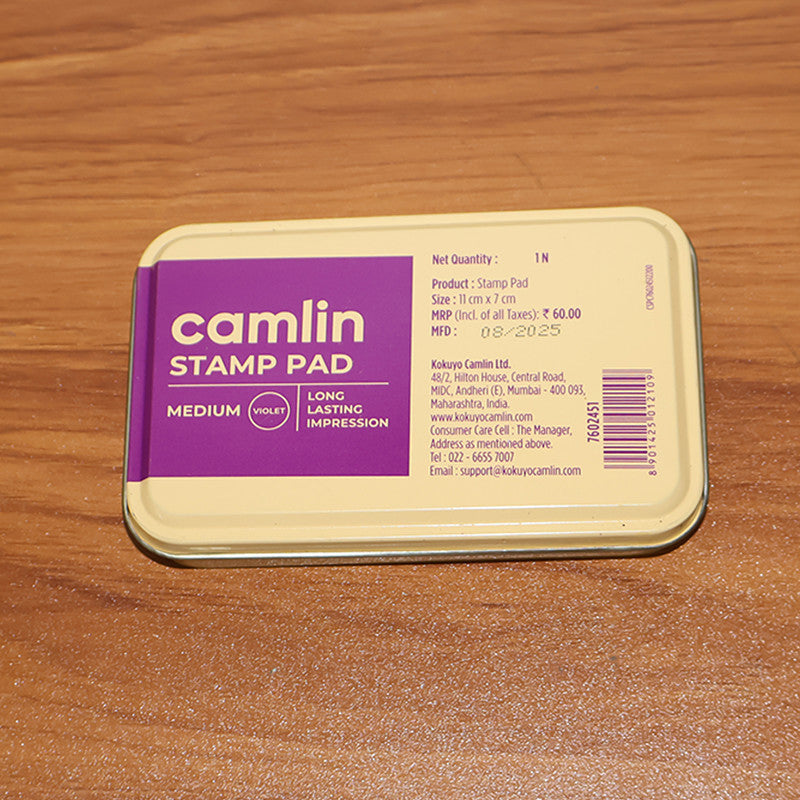 camlin
STAMP PAD
MEDIUM
VIOLET
LONG
LASTING
IMPRESSION
Net Quantity : 1 N
Product : Stamp Pad
Size : 11 cm x 7 cm
MRP (Incl. of all Taxes): ₹ 60.00
MFD : 08/2025
Kokuyo Camlin Ltd.
48/2, Hilton House, Central Road,
MIDC, Andheri (E), Mumbai - 400 093,
Maharashtra, India.
www.kokuyocamlin.com
Consumer Care Cell : The Manager,
Address as mentioned above.
Tel : 022 - 6655 7007
Email : support@kokuyocamlin.com
7602451
8 901425 012109